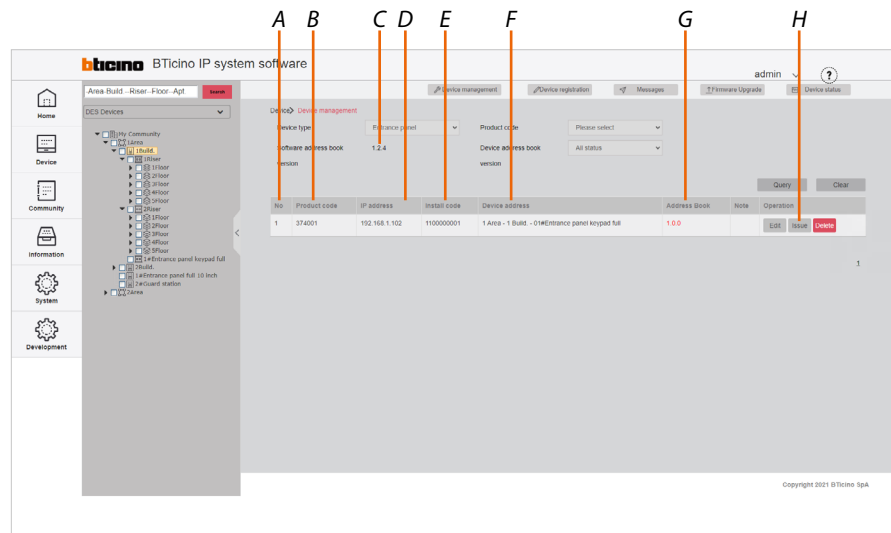 A B C D E F G H
bticino BTicino IP system software
admin ?
Area-Build.-Riser-Floor-Apt Search
Device management Device registration Messages Firmware Upgrade Device status
Home
DES Devices
Device> Device management
Device type Entrance panel Product code Please select
Software address book version 1.2.4 Device address book version All status
My Community
1Area
1Build.
1Riser
1Floor
2Floor
3Floor
4Floor
5Floor
2Riser
1Floor
2Floor
3Floor
4Floor
5Floor
1#Entrance panel keypad full
2Build.
1#Entrance panel full 10 inch
2#Guard station
2Area
Device
Community
Information
System
Development
Query Clear
No Product code IP address Install code Device address Address Book Note Operation
1 374001 192.168.1.102 1100000001 1 Area - 1 Build. - 01#Entrance panel keypad full 1.0.0 Edit Issue Delete
1
Copyright 2021 BTicino SpA